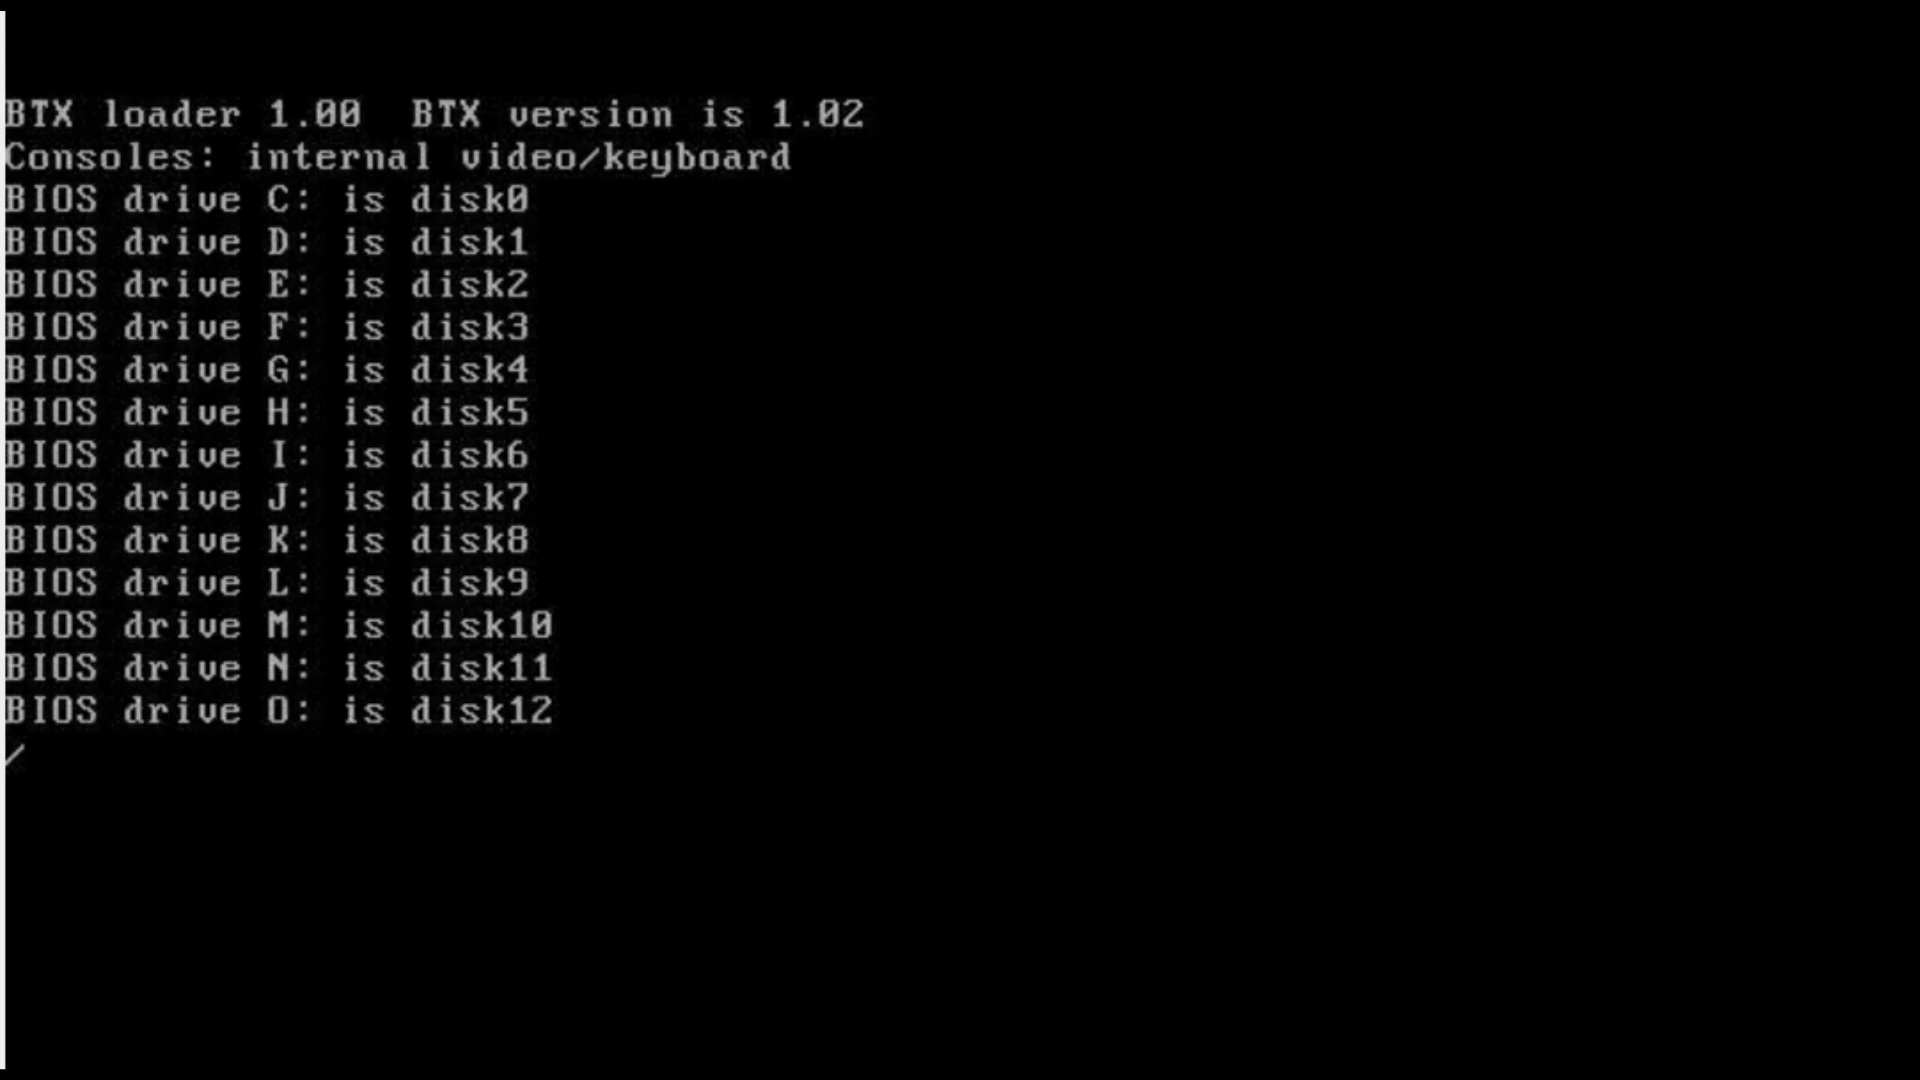 BTX loader 1.00  BTX version is 1.02
Consoles: internal video/keyboard
BIOS drive C: is disk0
BIOS drive D: is disk1
BIOS drive E: is disk2
BIOS drive F: is disk3
BIOS drive G: is disk4
BIOS drive H: is disk5
BIOS drive I: is disk6
BIOS drive J: is disk7
BIOS drive K: is disk8
BIOS drive L: is disk9
BIOS drive M: is disk10
BIOS drive N: is disk11
BIOS drive O: is disk12
/